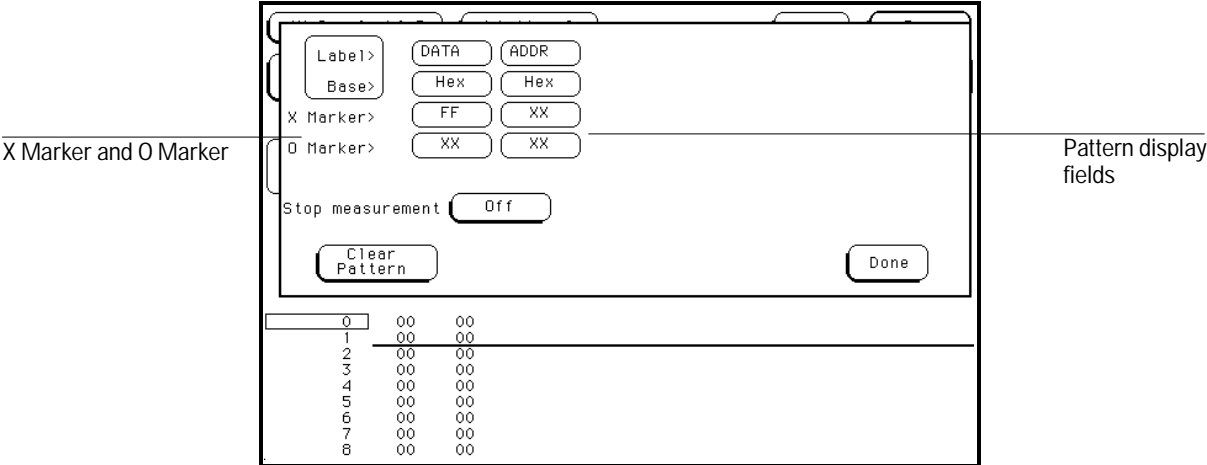 Label> DATA ADDR
Base> Hex Hex
X Marker> FF XX
O Marker> XX XX
X Marker and O Marker
Pattern display
fields
Stop measurement Off
Clear
Pattern
Done
0 00 00
1 00 00
2 00 00
3 00 00
4 00 00
5 00 00
6 00 00
7 00 00
8 00 00